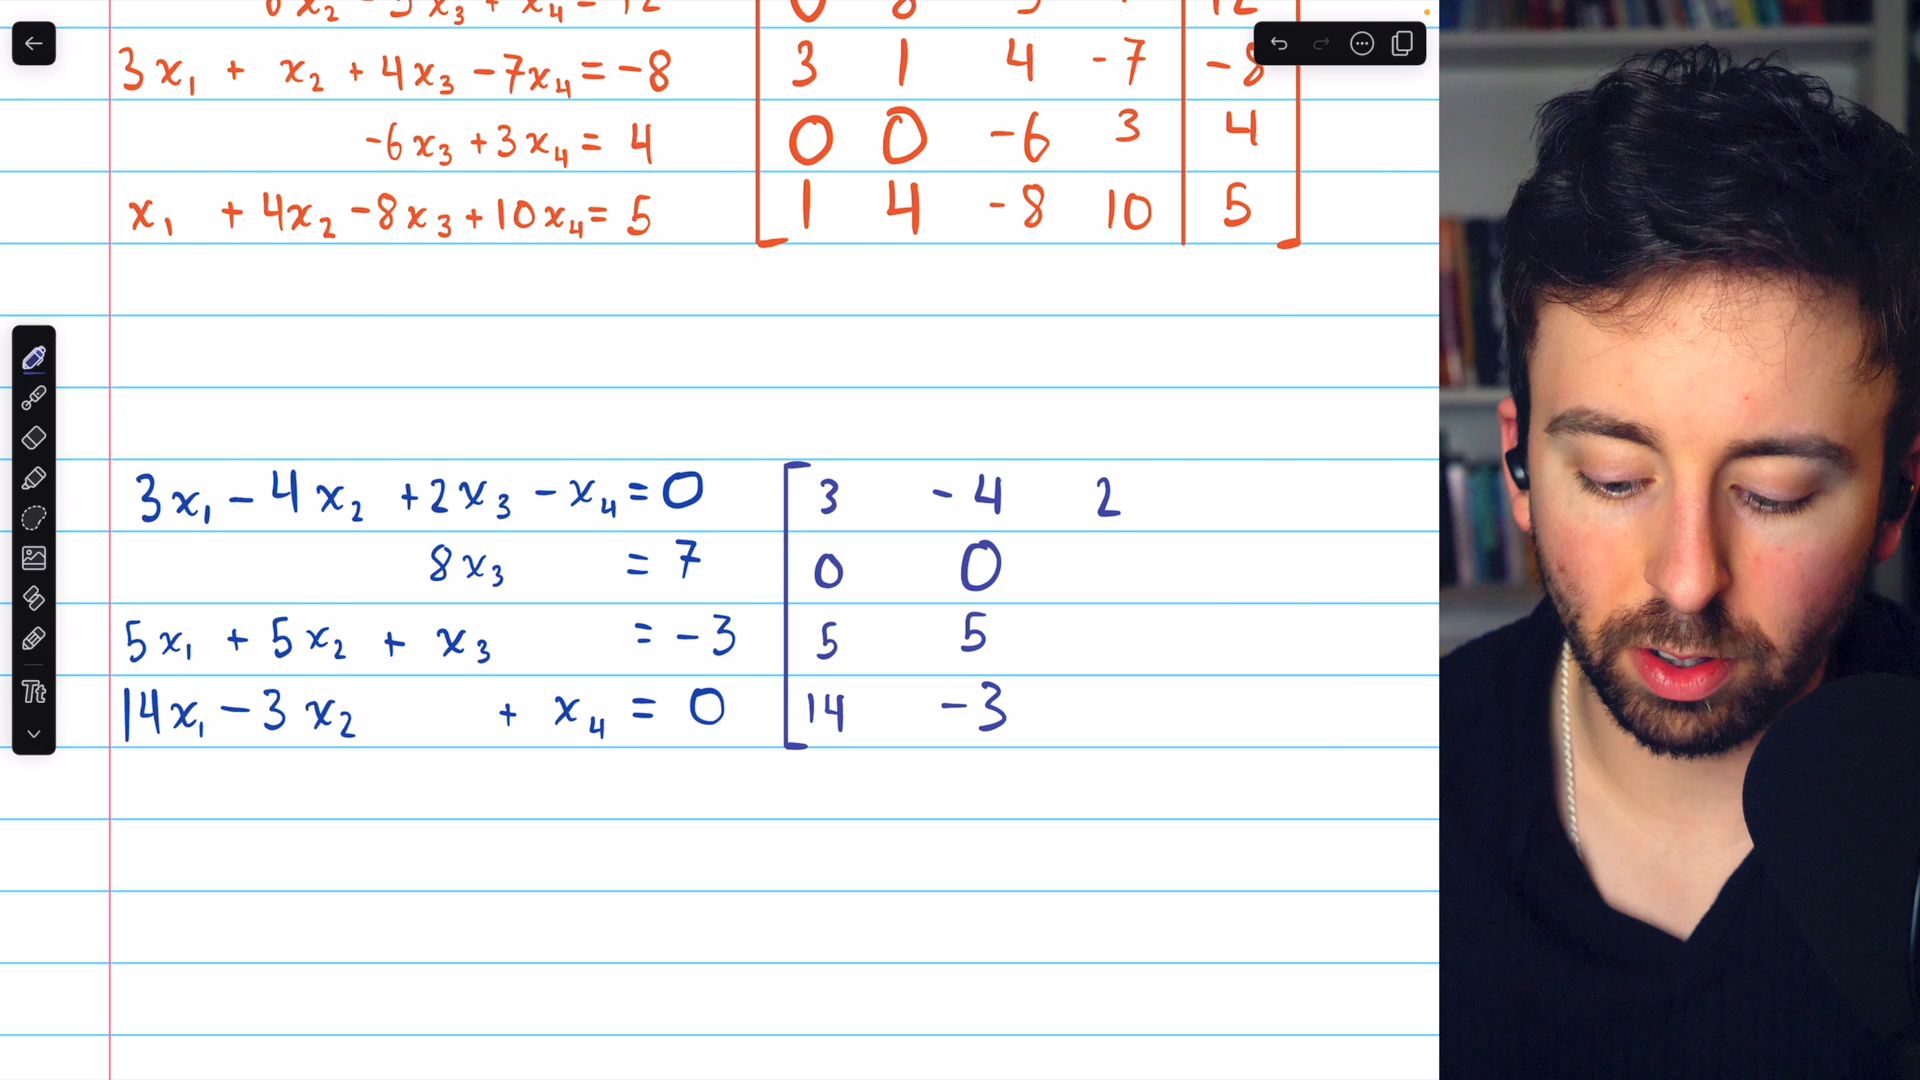 3x₁ + x₂ + 4x₃ - 7x₄ = -8
-6x₃ + 3x₄ = 4
x₁ + 4x₂ - 8x₃ + 10x₄ = 5
3 1 4 -7 -8
0 0 -6 3 4
1 4 -8 10 5
3x₁ - 4x₂ + 2x₃ - x₄ = 0
8x₃ = 7
5x₁ + 5x₂ + x₃ = -3
14x₁ - 3x₂ + x₄ = 0
3 -4 2
0 0
5 5
14 -3
Tt